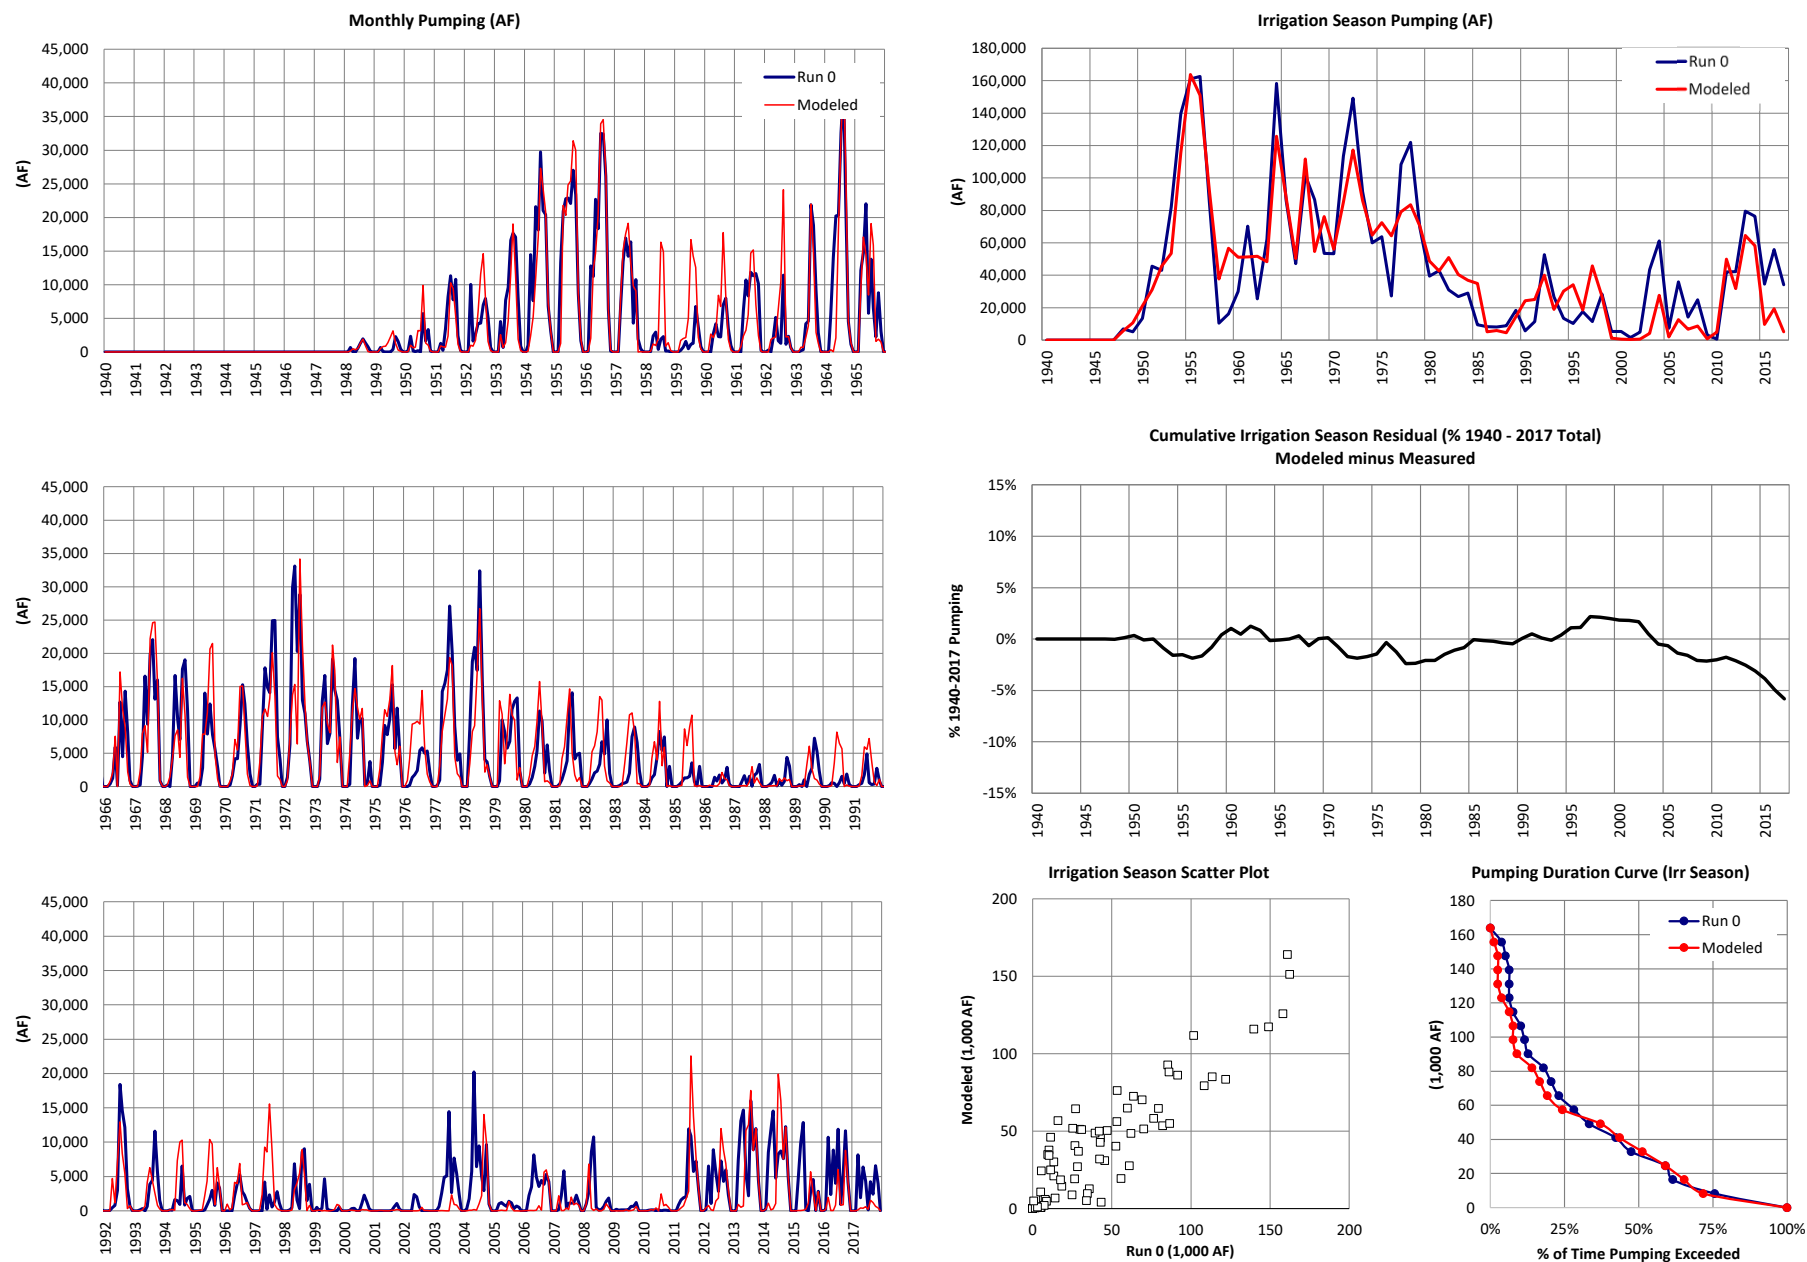 Monthly Pumping (AF)
45,000
40,000
35,000
30,000
25,000
20,000
15,000
10,000
5,000
0
(AF)
Run 0
Modeled
1940 1941 1942 1943 1944 1945 1946 1947 1948 1949 1950 1951 1952 1953 1954 1955 1956 1957 1958 1959 1960 1961 1962 1963 1964 1965
Irrigation Season Pumping (AF)
180,000
160,000
140,000
120,000
100,000
80,000
60,000
40,000
20,000
0
(AF)
Run 0
Modeled
1940 1945 1950 1955 1960 1965 1970 1975 1980 1985 1990 1995 2000 2005 2010 2015
45,000
40,000
35,000
30,000
25,000
20,000
15,000
10,000
5,000
0
(AF)
1966 1967 1968 1969 1970 1971 1972 1973 1974 1975 1976 1977 1978 1979 1980 1981 1982 1983 1984 1985 1986 1987 1988 1989 1990 1991
Cumulative Irrigation Season Residual (% 1940 - 2017 Total)
Modeled minus Measured
15%
10%
5%
0%
-5%
-10%
-15%
% 1940-2017 Pumping
1940 1945 1950 1955 1960 1965 1970 1975 1980 1985 1990 1995 2000 2005 2010 2015
45,000
40,000
35,000
30,000
25,000
20,000
15,000
10,000
5,000
0
(AF)
1992 1993 1994 1995 1996 1997 1998 1999 2000 2001 2002 2003 2004 2005 2006 2007 2008 2009 2010 2011 2012 2013 2014 2015 2016 2017
Irrigation Season Scatter Plot
200
150
100
50
0
Modeled (1,000 AF)
0 50 100 150 200
Run 0 (1,000 AF)
Pumping Duration Curve (Irr Season)
180
160
140
120
100
80
60
40
20
0
(1,000 AF)
Run 0
Modeled
0% 25% 50% 75% 100%
% of Time Pumping Exceeded